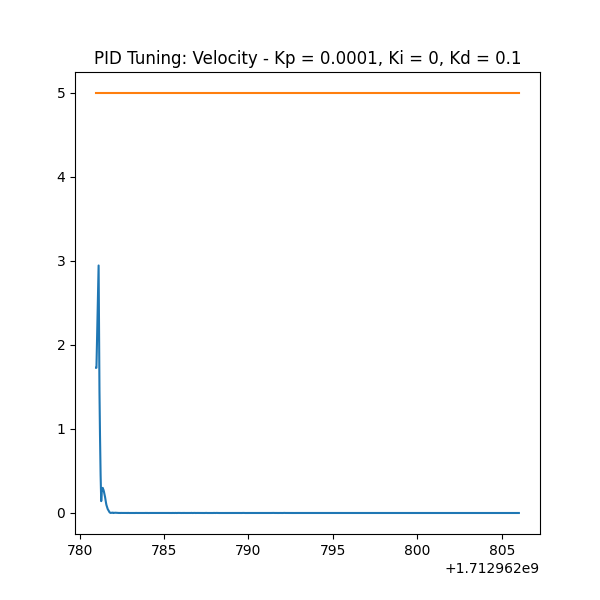 PID Tuning: Velocity - Kp = 0.0001, Ki = 0, Kd = 0.1
5
4
3
2
1
0
780 785 790 795 800 805
+1.712962e9